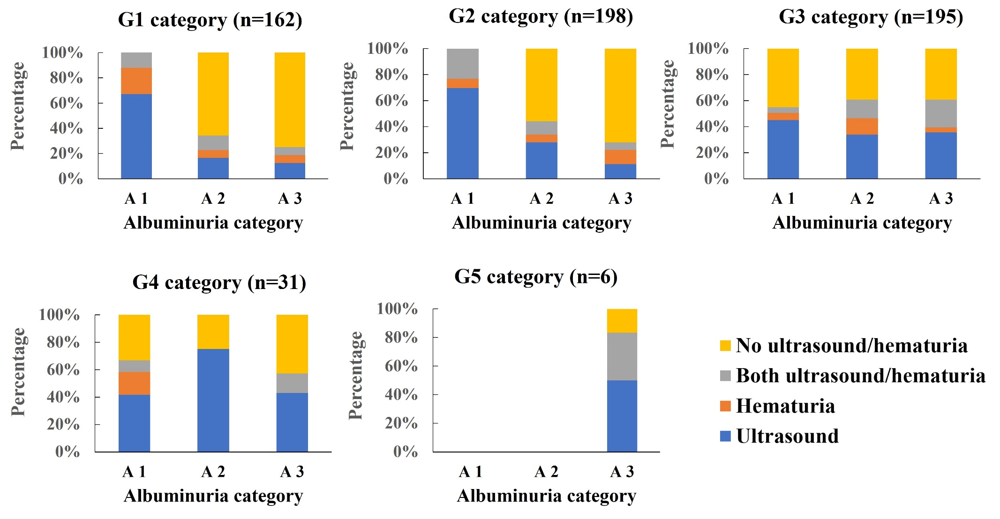 G1 category (n=162)
Percentage
100%
80%
60%
40%
20%
0%
A 1 A 2 A 3
Albuminuria category
G2 category (n=198)
Percentage
100%
80%
60%
40%
20%
0%
A 1 A 2 A 3
Albuminuria category
G3 category (n=195)
Percentage
100%
80%
60%
40%
20%
0%
A 1 A 2 A 3
Albuminuria category
G4 category (n=31)
Percentage
100%
80%
60%
40%
20%
0%
A 1 A 2 A 3
Albuminuria category
G5 category (n=6)
Percentage
100%
80%
60%
40%
20%
0%
A 1 A 2 A 3
Albuminuria category
No ultrasound/hematuria
Both ultrasound/hematuria
Hematuria
Ultrasound